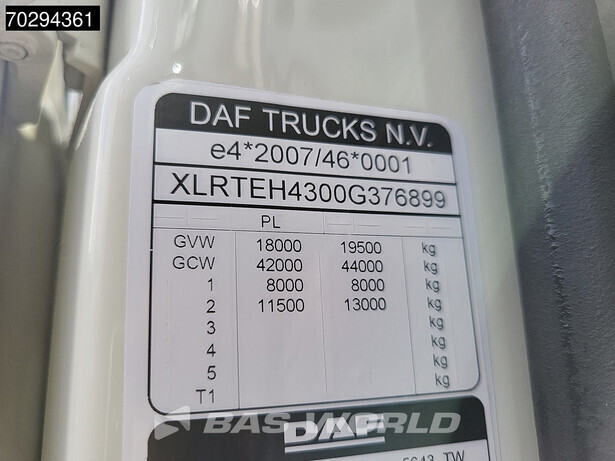 70294361
DAF TRUCKS N.V.
e4*2007/46*0001
XLRTEH4300G376899
PL
GVW 18000 19500 kg
GCW 42000 44000 kg
1 8000 8000 kg
2 11500 13000 kg
3 kg
4 kg
5 kg
T1 kg
BAS WORLD
DAF
TW